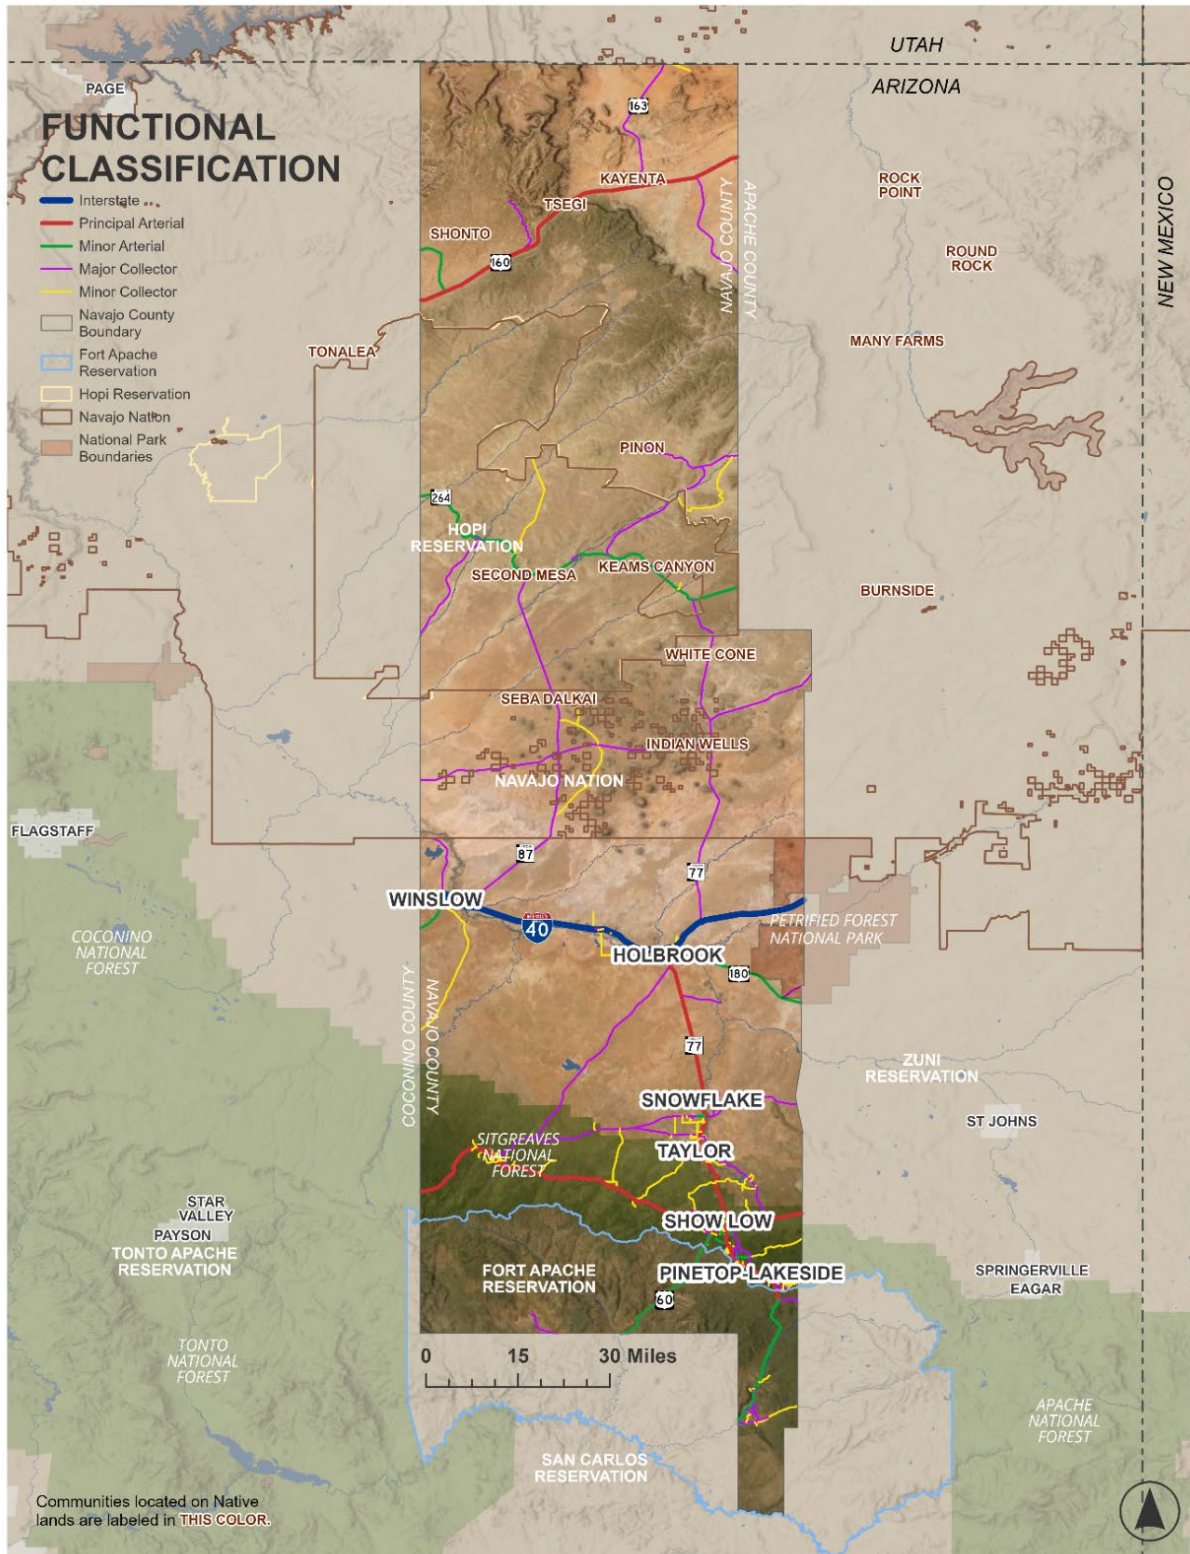 UTAH
ARIZONA
PAGE
FUNCTIONAL
CLASSIFICATION
Interstate
Principal Arterial
Minor Arterial
Major Collector
Minor Collector
Navajo County
Boundary
Fort Apache
Reservation
Hopi Reservation
Navajo Nation
National Park
Boundaries
163
KAYENTA
TSEGI
SHONTO
160
NAVAJO COUNTY
APACHE COUNTY
ROCK
POINT
ROUND
ROCK
NEW MEXICO
TONALEA
MANY FARMS
PINON
264
HOPI
RESERVATION
SECOND MESA
KEAMS CANYON
BURNSIDE
WHITE CONE
SEBA DALKAI
INDIAN WELLS
NAVAJO NATION
FLAGSTAFF
87
77
WINSLOW
40
PETRIFIED FOREST
NATIONAL PARK
COCONINO
NATIONAL
FOREST
HOLBROOK
180
COCONINO COUNTY
NAVAJO COUNTY
77
ZUNI
RESERVATION
SNOWFLAKE
ST JOHNS
SITGREAVES
NATIONAL
FOREST
TAYLOR
STAR
VALLEY
PAYSON
TONTO APACHE
RESERVATION
SHOW LOW
FORT APACHE
RESERVATION
PINETOP-LAKESIDE
SPRINGERVILLE
EAGAR
60
TONTO
NATIONAL
FOREST
0 15 30 Miles
APACHE
NATIONAL
FOREST
SAN CARLOS
RESERVATION
Communities located on Native
lands are labeled in THIS COLOR.